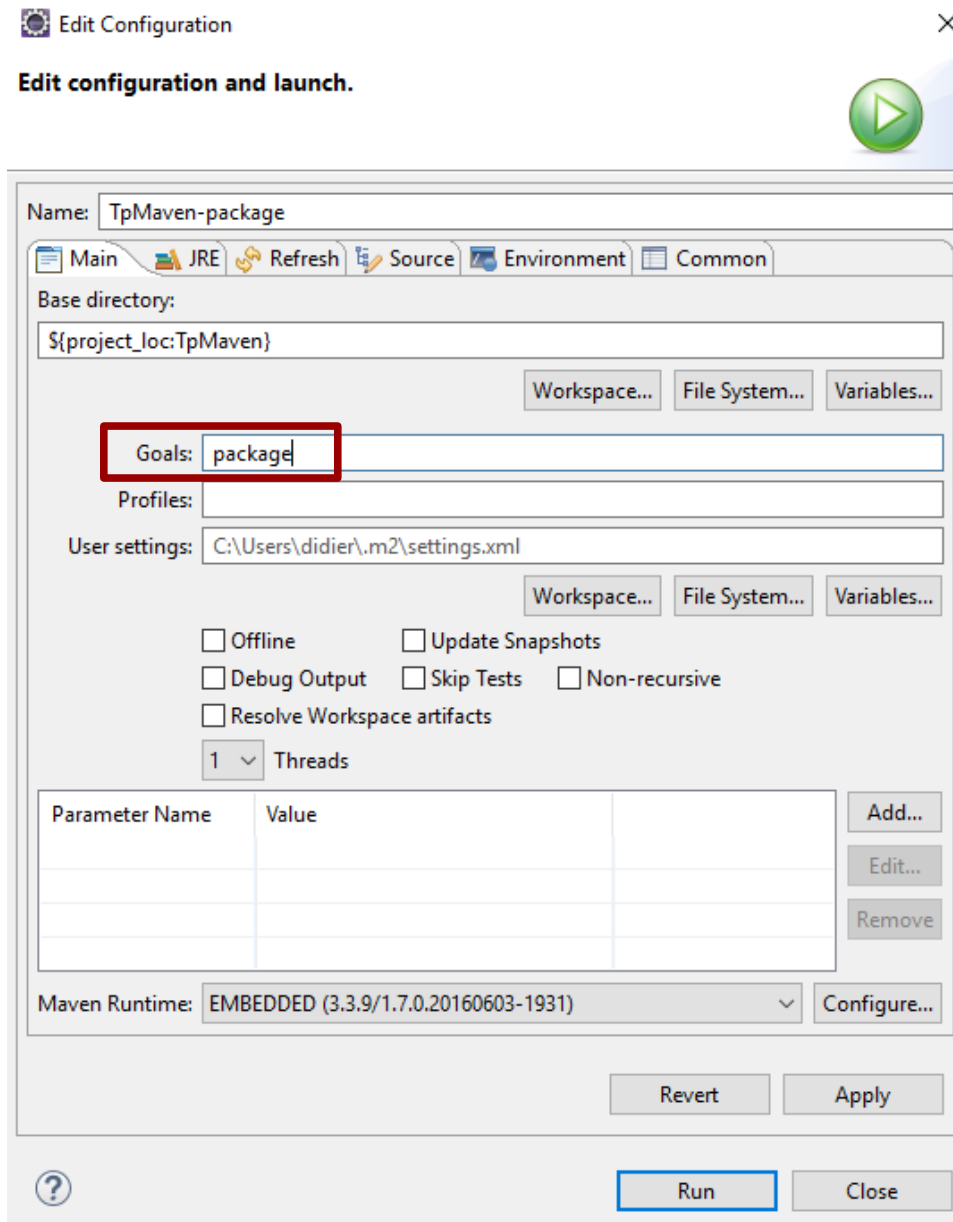 Edit Configuration
Edit configuration and launch.
Name: TpMaven-package
Main JRE Refresh Source Environment Common
Base directory:
${project_loc:TpMaven}
Workspace... File System... Variables...
Goals: package
Profiles:
User settings: C:\Users\didier\.m2\settings.xml
Workspace... File System... Variables...
Offline Update Snapshots
Debug Output Skip Tests Non-recursive
Resolve Workspace artifacts
1 Threads
Parameter Name Value Add...
Edit...
Remove
Maven Runtime: EMBEDDED (3.3.9/1.7.0.20160603-1931) Configure...
Revert Apply
? Run Close